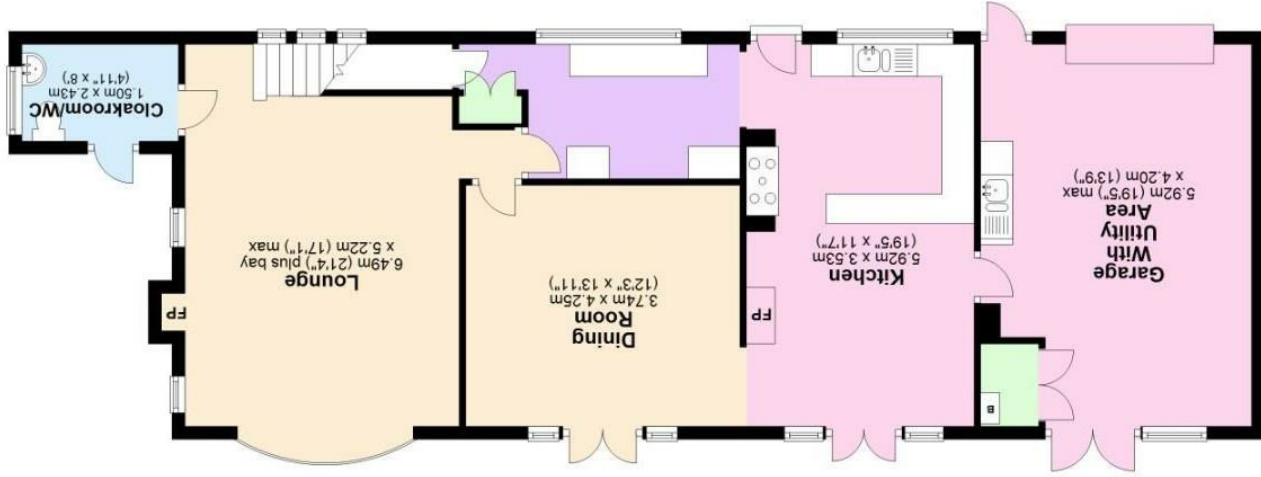 Garage
With
Utility
Area
5.92m (19'5") max
x 4.20m (13'9")
B
Kitchen
5.92m x 3.53m
(19'5" x 11'7")
FP
Dining
Room
3.74m x 4.25m
(12'3" x 13'11")
Lounge
6.49m (21'4") plus bay
x 5.22m (17'1") max
FP
Cloakroom/WC
1.50m x 2.43m
(4'11" x 8')